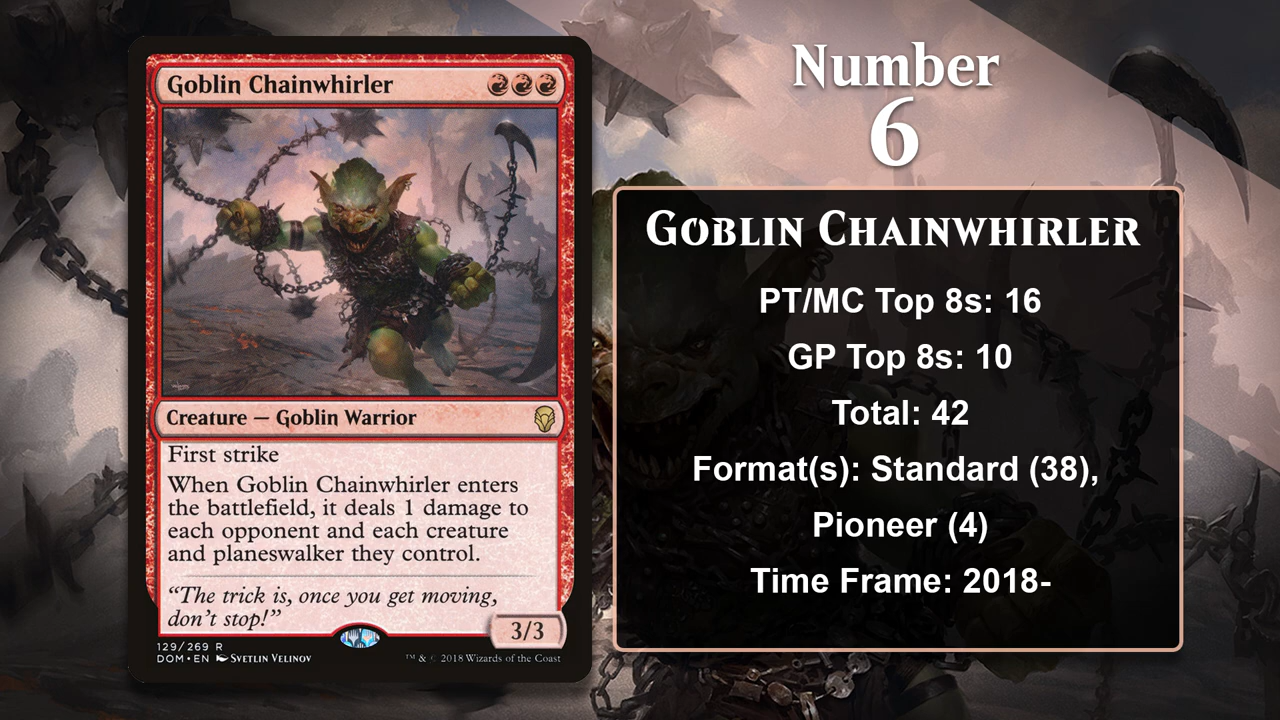 Goblin Chainwhirler
Creature — Goblin Warrior
First strike
When Goblin Chainwhirler enters
the battlefield, it deals 1 damage to
each opponent and each creature
and planeswalker they control.
“The trick is, once you get moving,
don’t stop!”
3/3
129/269 R
DOM • EN Svetlin Velinov
™ & © 2018 Wizards of the Coast
Number
6
Goblin Chainwhirler
PT/MC Top 8s: 16
GP Top 8s: 10
Total: 42
Format(s): Standard (38),
Pioneer (4)
Time Frame: 2018-